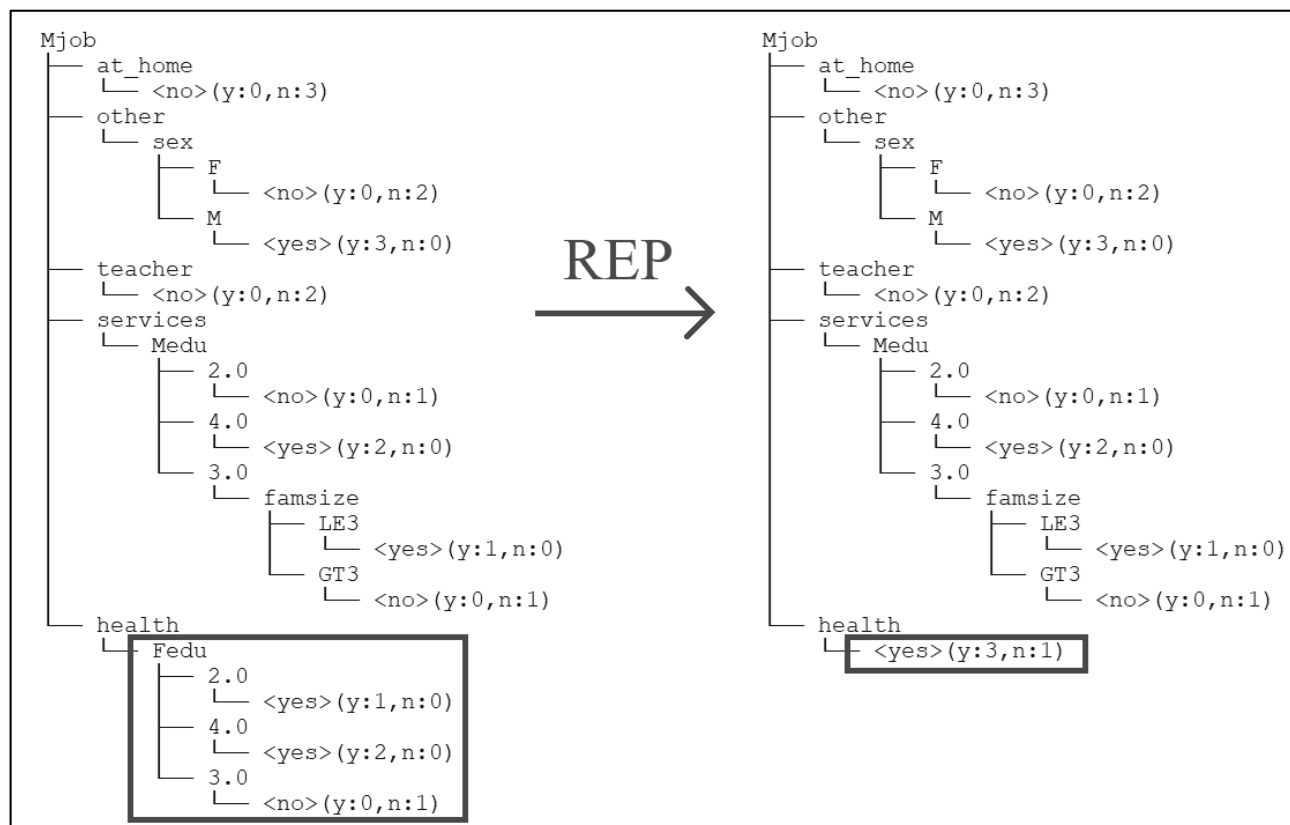 Mjob
at_home
<no>(y:0,n:3)
other
sex
F
<no>(y:0,n:2)
M
<yes>(y:3,n:0)
teacher
<no>(y:0,n:2)
services
Medu
2.0
<no>(y:0,n:1)
4.0
<yes>(y:2,n:0)
3.0
famsize
LE3
<yes>(y:1,n:0)
GT3
<no>(y:0,n:1)
health
Fedu
2.0
<yes>(y:1,n:0)
4.0
<yes>(y:2,n:0)
3.0
<no>(y:0,n:1)
REP
Mjob
at_home
<no>(y:0,n:3)
other
sex
F
<no>(y:0,n:2)
M
<yes>(y:3,n:0)
teacher
<no>(y:0,n:2)
services
Medu
2.0
<no>(y:0,n:1)
4.0
<yes>(y:2,n:0)
3.0
famsize
LE3
<yes>(y:1,n:0)
GT3
<no>(y:0,n:1)
health
<yes>(y:3,n:1)